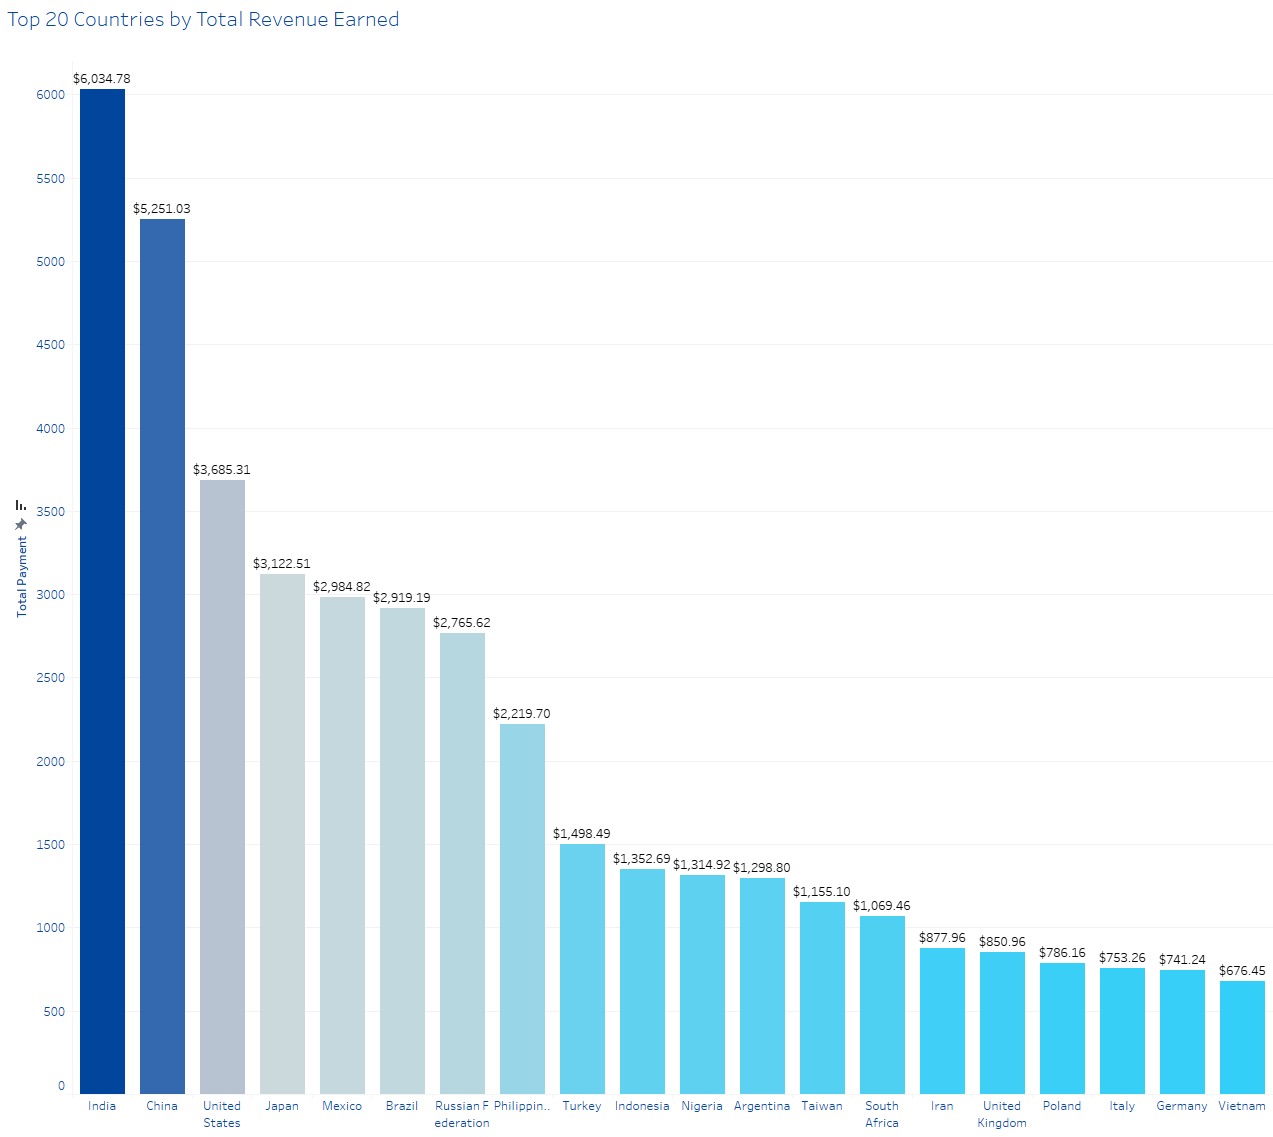 Top 20 Countries by Total Revenue Earned
$6,034.78
6000
5500
$5,251.03
5000
4500
4000
$3,685.31
3500
Total Payment
$3,122.51
3000
$2,984.82
$2,919.19
$2,765.62
2500
$2,219.70
2000
$1,498.49
1500
$1,352.69
$1,314.92
$1,298.80
$1,155.10
$1,069.46
1000
$877.96
$850.96
$786.16
$753.26
$741.24
$676.45
500
0
India
China
United
States
Japan
Mexico
Brazil
Russian F
ederation
Philippin..
Turkey
Indonesia
Nigeria
Argentina
Taiwan
South
Africa
Iran
United
Kingdom
Poland
Italy
Germany
Vietnam